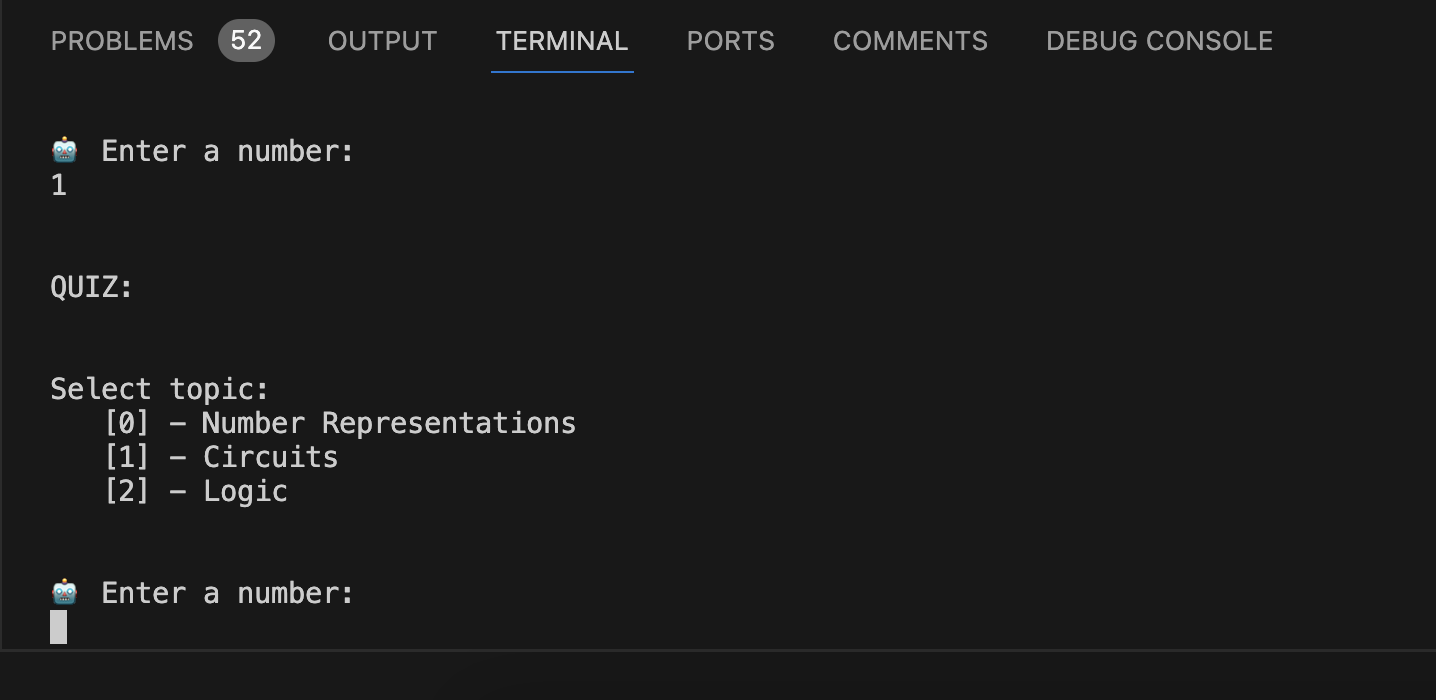 PROBLEMS 52 OUTPUT TERMINAL PORTS COMMENTS DEBUG CONSOLE
🤖 Enter a number:
1
QUIZ:
Select topic:
[0] – Number Representations
[1] – Circuits
[2] – Logic
🤖 Enter a number: